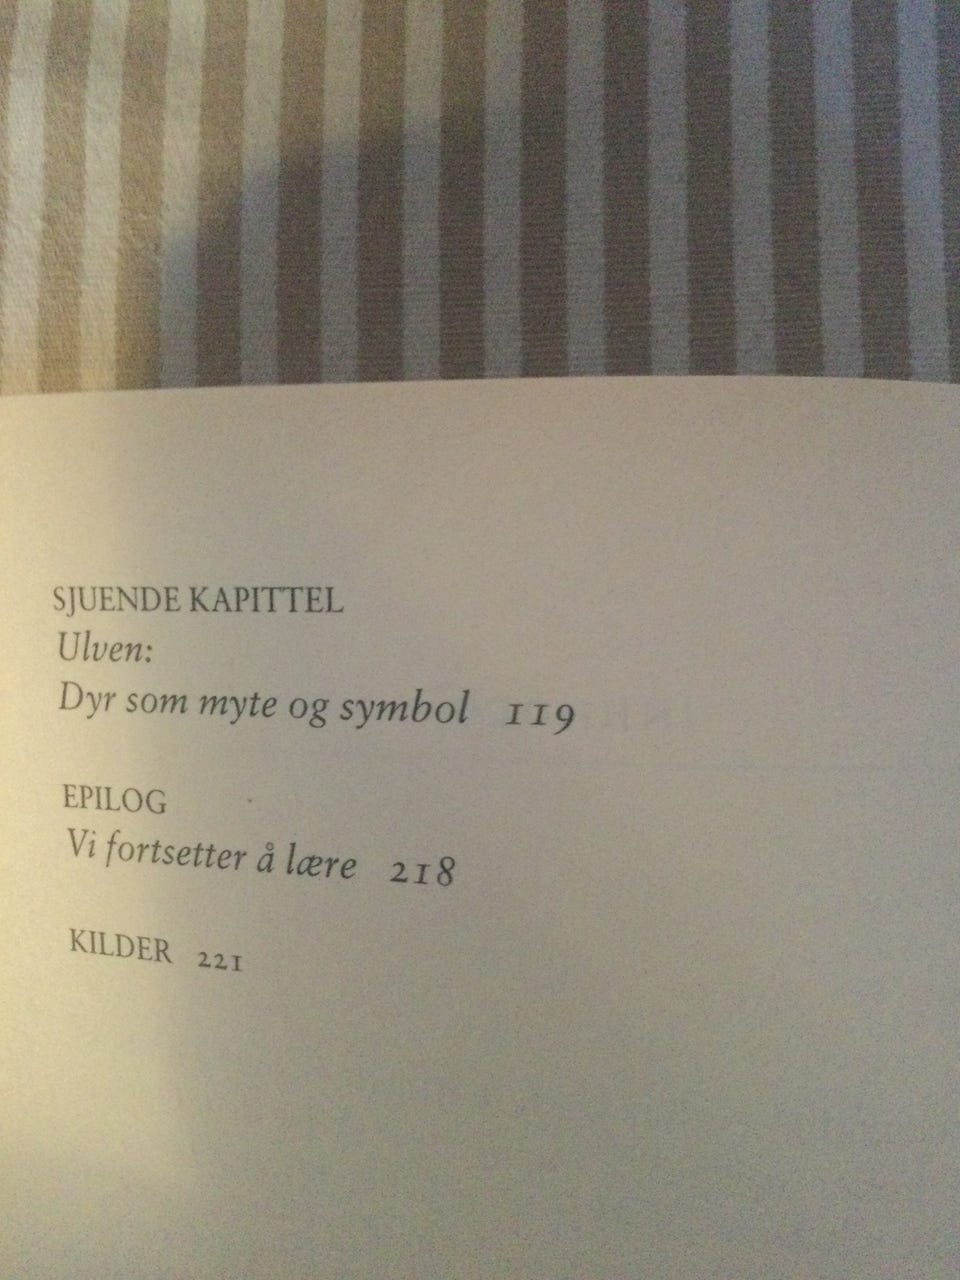 SJUENDE KAPITTEL
Ulven:
Dyr som myte og symbol 119
EPILOG
Vi fortsetter å lære 218
KILDER 221